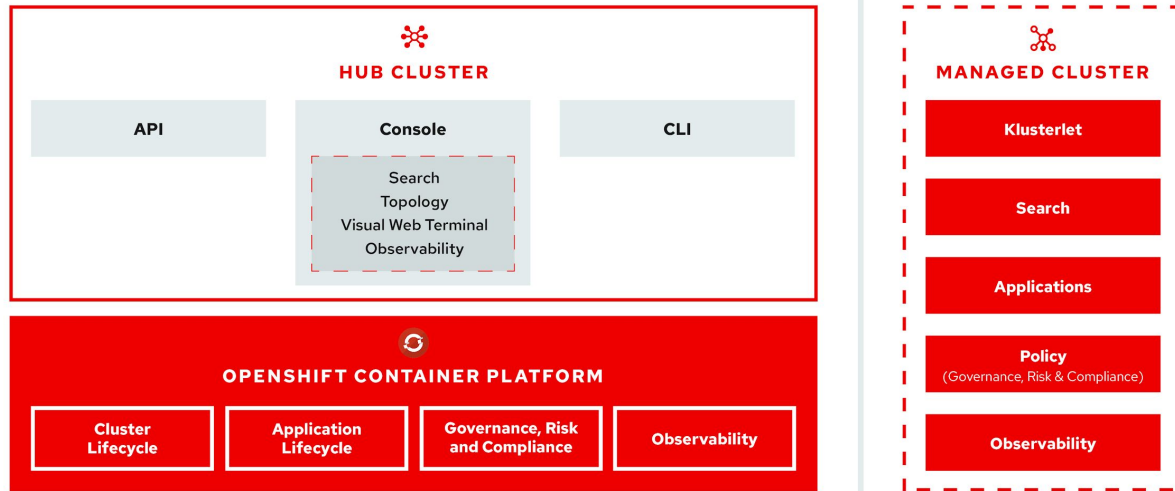 HUB CLUSTER
API
Console
CLI
Search
Topology
Visual Web Terminal
Observability
OPENSHIFT CONTAINER PLATFORM
Cluster
Lifecycle
Application
Lifecycle
Governance, Risk
and Compliance
Observability
MANAGED CLUSTER
Klusterlet
Search
Applications
Policy
(Governance, Risk & Compliance)
Observability